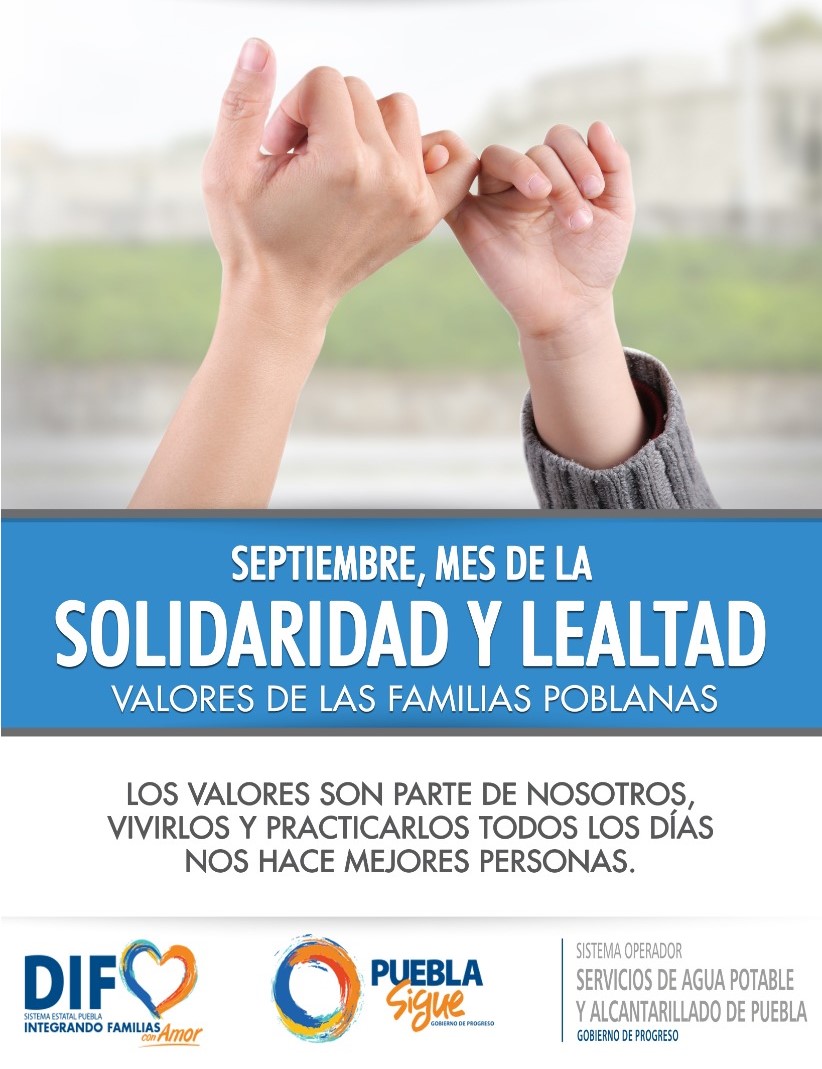 SEPTIEMBRE, MES DE LA
SOLIDARIDAD Y LEALTAD
VALORES DE LAS FAMILIAS POBLANAS
LOS VALORES SON PARTE DE NOSOTROS,
VIVIRLOS Y PRACTICARLOS TODOS LOS DÍAS
NOS HACE MEJORES PERSONAS.
DIF
SISTEMA ESTATAL PUEBLA
INTEGRANDO FAMILIAS
con Amor
PUEBLA
Sigue
GOBIERNO DE PROGRESO
SISTEMA OPERADOR
SERVICIOS DE AGUA POTABLE
Y ALCANTARILLADO DE PUEBLA
GOBIERNO DE PROGRESO